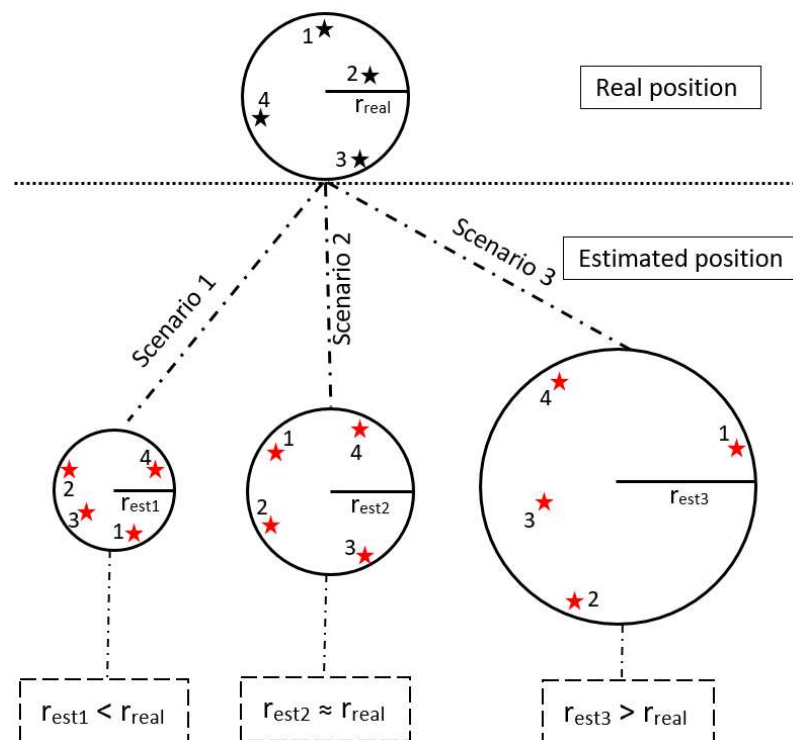 1
2
r_real
4
3
Real position
Estimated position
Scenario 1
Scenario 2
Scenario 3
2
4
3
1
r_est1
1
4
2
3
r_est2
4
1
3
2
r_est3
r_est1 < r_real
r_est2 ≈ r_real
r_est3 > r_real